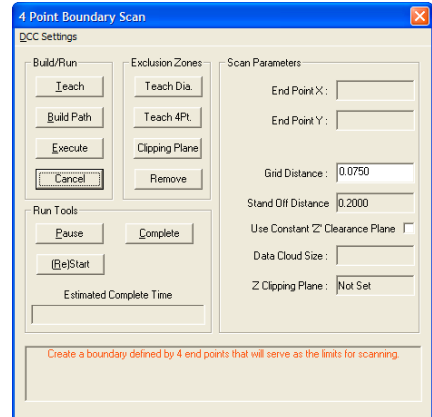 4 Point Boundary Scan
DCC Settings
Build/Run
Teach
Build Path
Execute
Cancel
Exclusion Zones
Teach Dia.
Teach 4Pt.
Clipping Plane
Remove
Run Tools
Pause
Complete
(Re)Start
Estimated Complete Time
Scan Parameters
End Point X :
End Point Y :
Grid Distance : 0.0750
Stand Off Distance 0.2000
Use Constant 'Z' Clearance Plane
Data Cloud Size :
Z Clipping Plane : Not Set
Create a boundary defined by 4 end points that will serve as the limits for scanning.